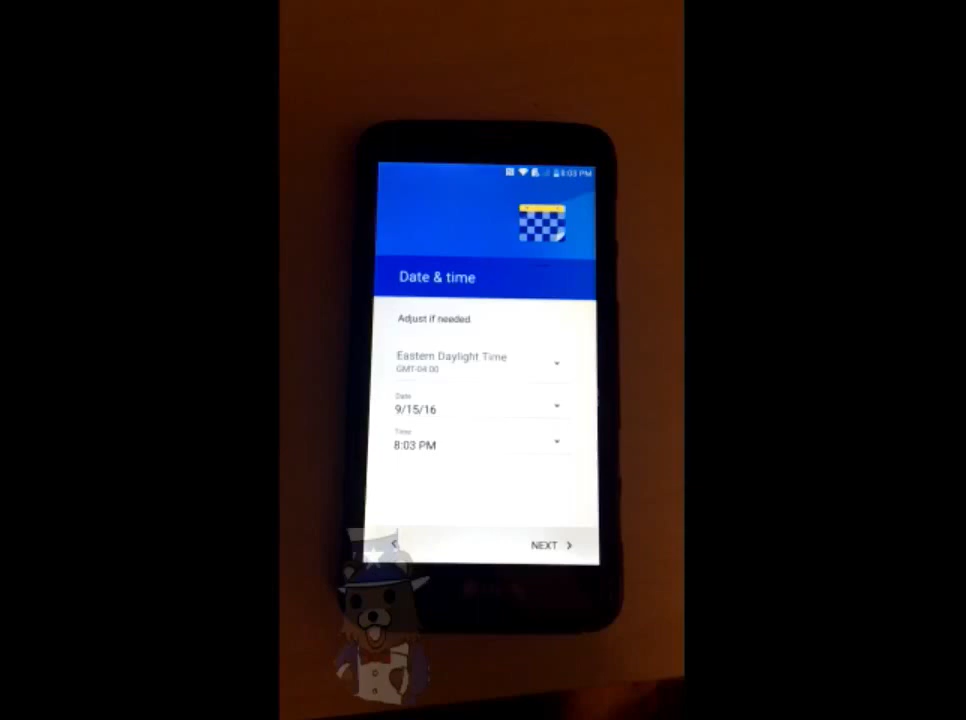 8:03 PM
Date & time
Adjust if needed
Eastern Daylight Time
GMT-04:00
Date
9/15/16
Time
8:03 PM
NEXT